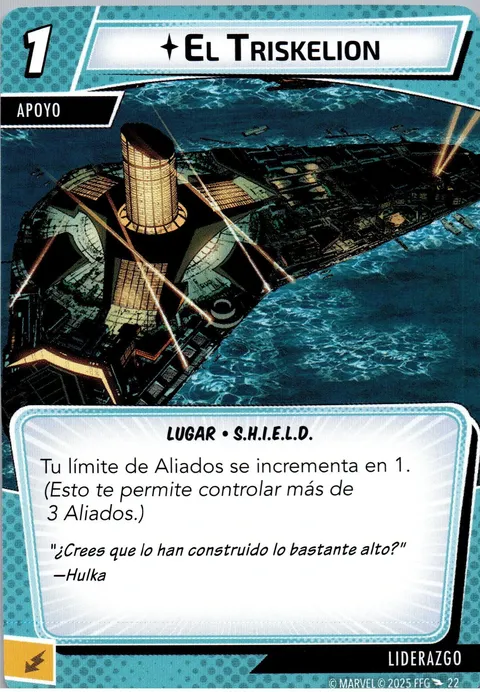 1
El Triskelion
APOYO
LUGAR • S.H.I.E.L.D.
Tu límite de Aliados se incrementa en 1.
(Esto te permite controlar más de
3 Aliados.)
"¿Crees que lo han construido lo bastante alto?"
—Hulka
LIDERAZGO
© MARVEL © 2025 FFG 22